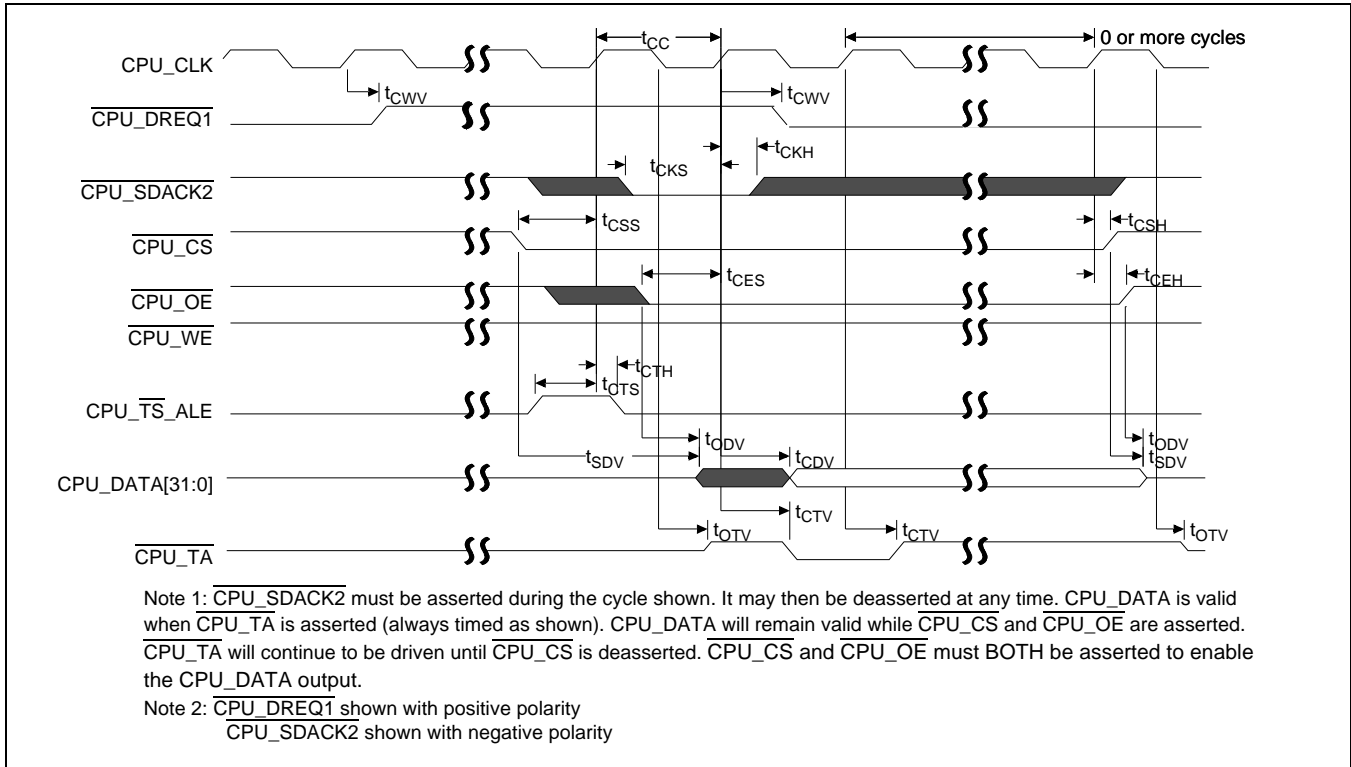 tCC
0 or more cycles
CPU_CLK
tCWV
tCWV
CPU_DREQ1
tCKH
tCKS
CPU_SDACK2
tCSS
tCSH
CPU_CS
tCES
tCEH
CPU_OE
CPU_WE
tCTH
tCTS
CPU_TS_ALE
tODV
tODV
tSDV
tCDV
tSDV
CPU_DATA[31:0]
tCTV
tOTV
tCTV
tOTV
CPU_TA
Note 1: CPU_SDACK2 must be asserted during the cycle shown. It may then be deasserted at any time. CPU_DATA is valid
when CPU_TA is asserted (always timed as shown). CPU_DATA will remain valid while CPU_CS and CPU_OE are asserted.
CPU_TA will continue to be driven until CPU_CS is deasserted. CPU_CS and CPU_OE must BOTH be asserted to enable
the CPU_DATA output.
Note 2: CPU_DREQ1 shown with positive polarity
CPU_SDACK2 shown with negative polarity